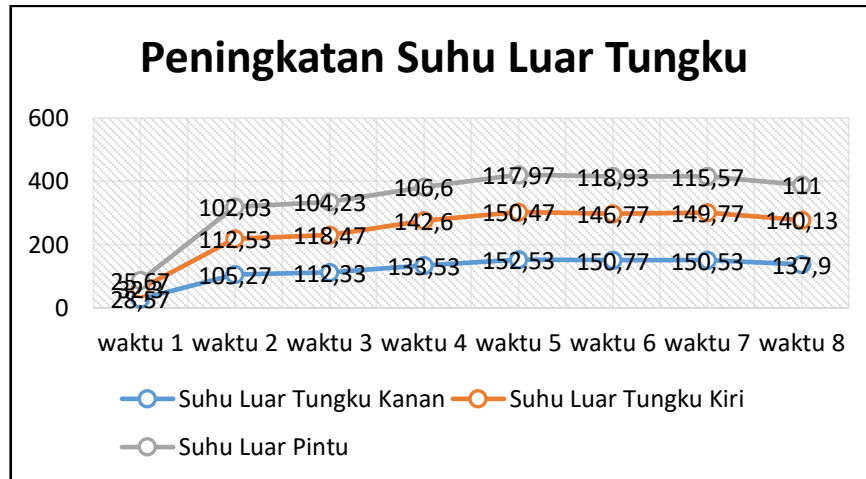 Peningkatan Suhu Luar Tungku
600
400
200
0
25,67 102,03 104,23 106,6 117,97 118,93 115,57 111
112,53 118,47 142,6 150,47 146,77 149,77 140,13
28,57 105,27 112,33 133,53 152,53 150,77 150,53 137,9
waktu 1 waktu 2 waktu 3 waktu 4 waktu 5 waktu 6 waktu 7 waktu 8
Suhu Luar Tungku Kanan
Suhu Luar Tungku Kiri
Suhu Luar Pintu